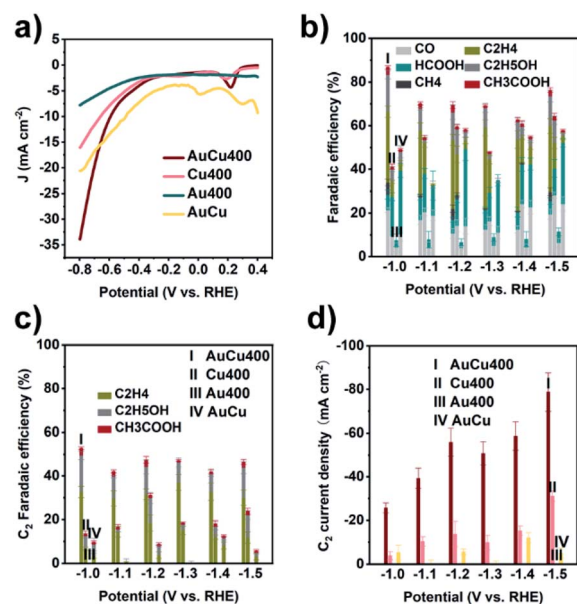 a)
J (mA cm-2)
5
0
-5
-10
-15
-20
-25
-30
-35
AuCu400
Cu400
Au400
AuCu
-0.8 -0.6 -0.4 -0.2 0.0 0.2 0.4
Potential (V vs. RHE)
b)
Faradaic efficiency (%)
100
80
60
40
20
0
CO C2H4
HCOOH C2H5OH
CH4 CH3COOH
I
II
III
IV
-1.0 -1.1 -1.2 -1.3 -1.4 -1.5
Potential (V vs. RHE)
c)
C2 Faradaic efficiency (%)
100
80
60
40
20
0
I AuCu400
II Cu400
III Au400
IV AuCu
C2H4
C2H5OH
CH3COOH
I
II
IV
III
-1.0 -1.1 -1.2 -1.3 -1.4 -1.5
Potential (V vs. RHE)
d)
C2 current density (mA cm-2)
-100
-80
-60
-40
-20
0
I AuCu400
II Cu400
III Au400
IV AuCu
I
II
IV
III
-1.0 -1.1 -1.2 -1.3 -1.4 -1.5
Potential (V vs. RHE)